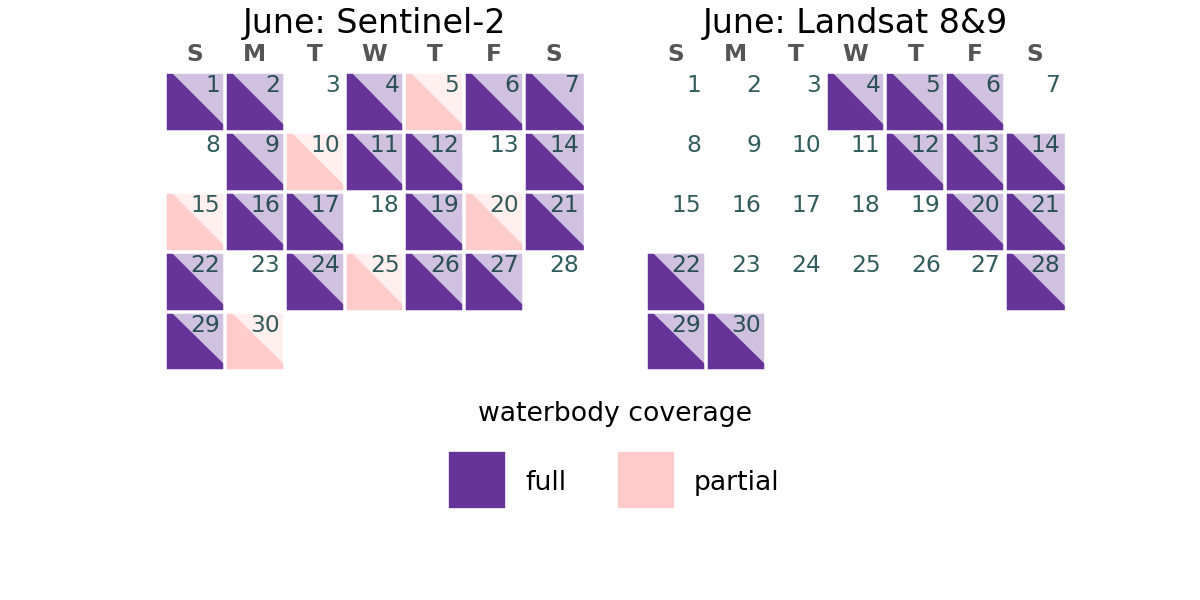 June: Sentinel-2
S M T W T F S
1 2 3 4 5 6 7
8 9 10 11 12 13 14
15 16 17 18 19 20 21
22 23 24 25 26 27 28
29 30
June: Landsat 8&9
S M T W T F S
1 2 3 4 5 6 7
8 9 10 11 12 13 14
15 16 17 18 19 20 21
22 23 24 25 26 27 28
29 30
waterbody coverage
full partial